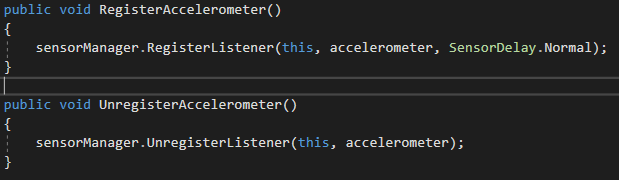 public void RegisterAccelerometer()
{
sensorManager.RegisterListener(this, accelerometer, SensorDelay.Normal);
}
public void UnregisterAccelerometer()
{
sensorManager.UnregisterListener(this, accelerometer);
}